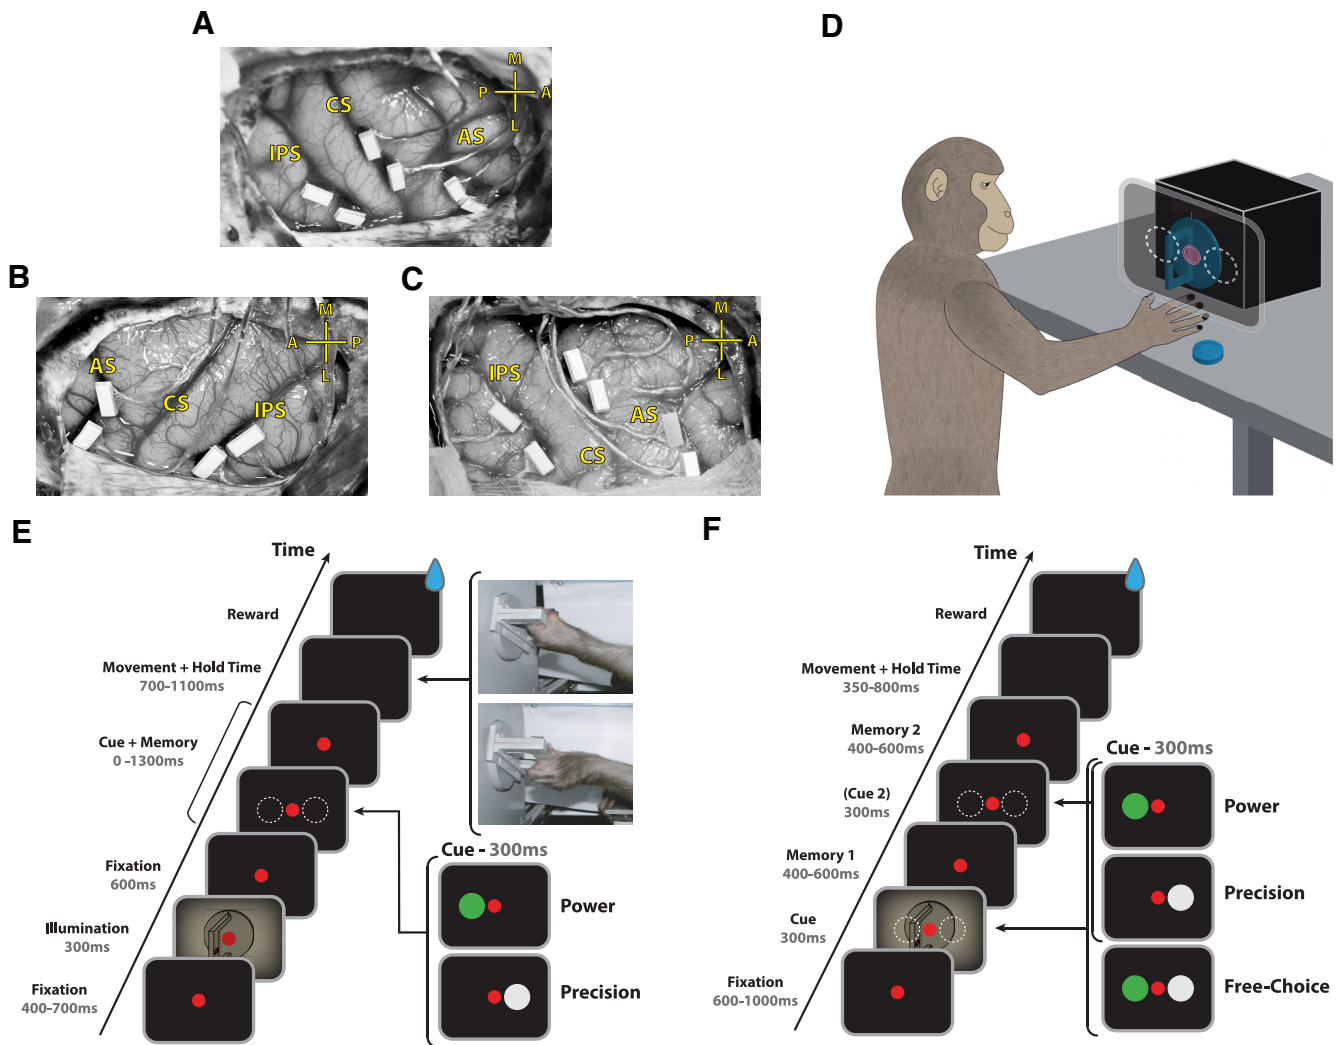 A
M
P
A
L
CS
AS
IPS
B
M
A
P
L
AS
CS
IPS
C
M
P
A
L
IPS
AS
CS
D
E
Time
Reward
Movement + Hold Time
700-1100ms
Cue + Memory
0 -1300ms
Fixation
600ms
Illumination
300ms
Fixation
400-700ms
Cue - 300ms
Power
Precision
F
Time
Reward
Movement + Hold Time
350-800ms
Memory 2
400-600ms
(Cue 2)
300ms
Memory 1
400-600ms
Cue
300ms
Fixation
600-1000ms
Cue - 300ms
Power
Precision
Free-Choice